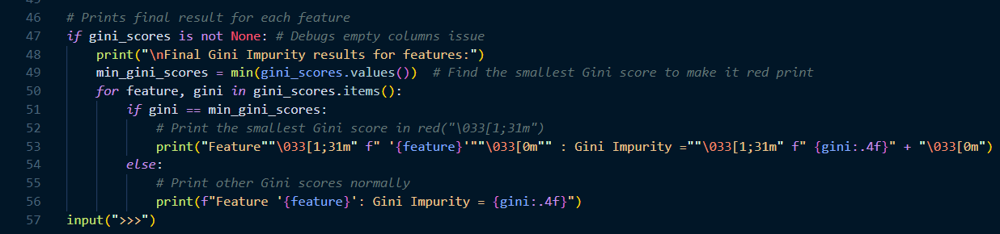 46 # Prints final result for each feature
47 if gini_scores is not None: # Debugs empty columns issue
48 print("\nFinal Gini Impurity results for features:")
49 min_gini_scores = min(gini_scores.values()) # Find the smallest Gini score to make it red print
50 for feature, gini in gini_scores.items():
51 if gini == min_gini_scores:
52 # Print the smallest Gini score in red("\033[1;31m")
53 print("Feature""\033[1;31m" f" '{feature}'""\033[0m"" : Gini Impurity =""\033[1;31m" f" {gini:.4f}" + "\033[0m")
54 else:
55 # Print other Gini scores normally
56 print(f"Feature '{feature}': Gini Impurity = {gini:.4f}")
57 input(">>>")